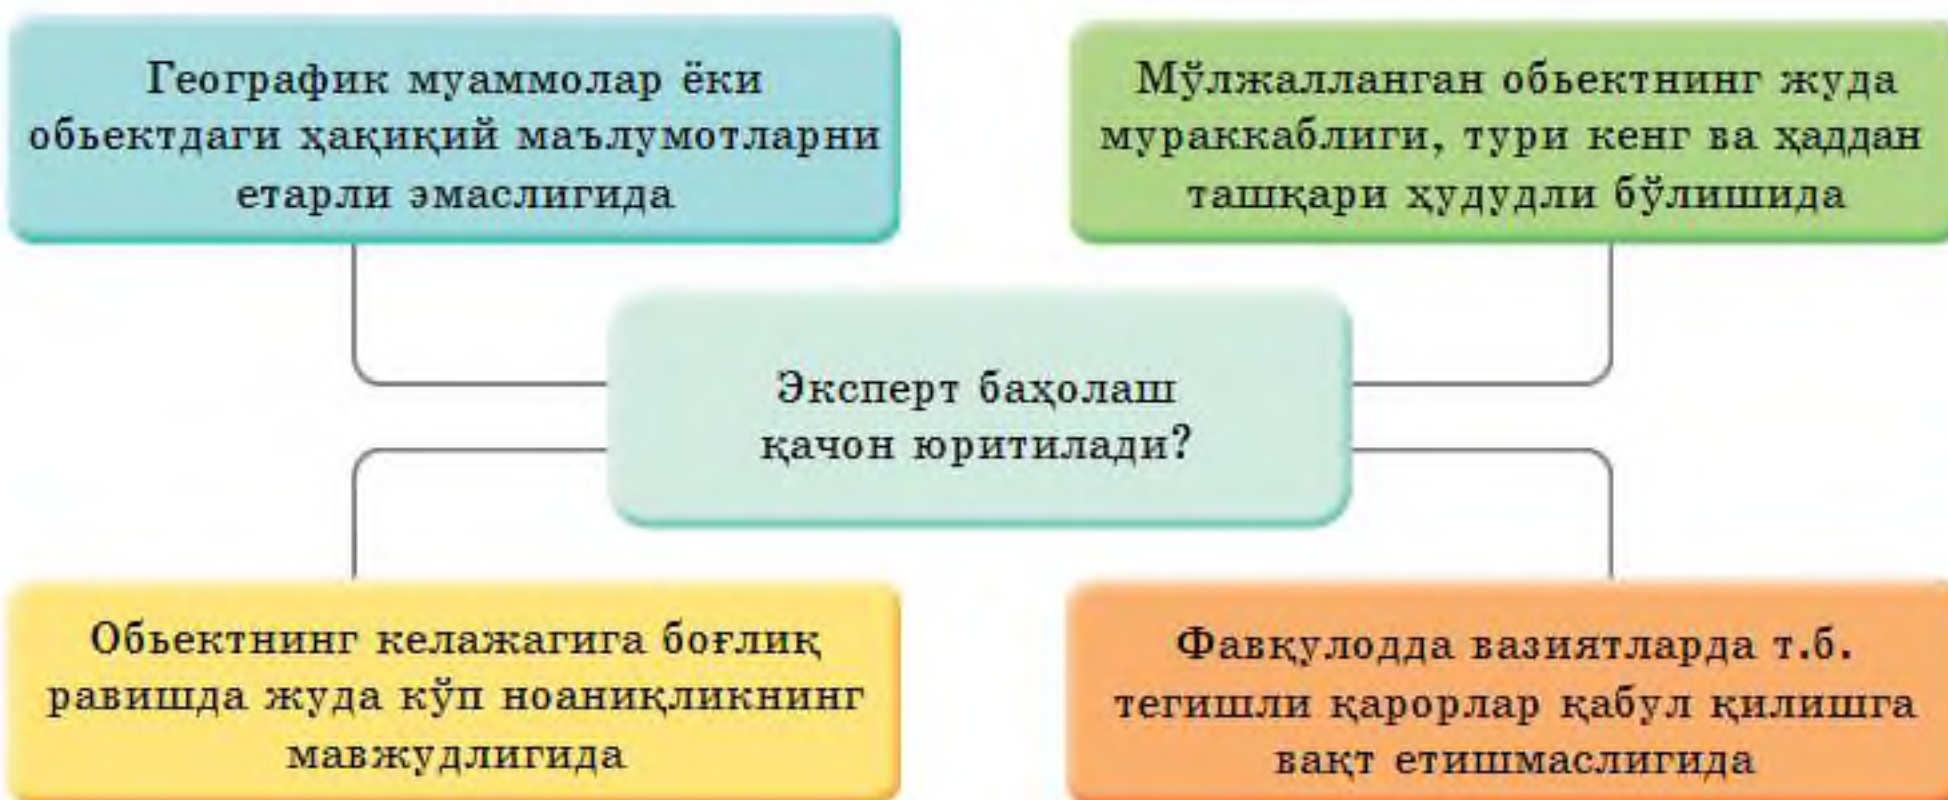 Географик муаммолар ёки
обьектдаги ҳақиқий маълумотларни
етарли эмаслигида
Мўлжалланган обьектнинг жуда
мураккаблиги, тури кенг ва ҳаддан
ташқари ҳудудли бўлишида
Эксперт баҳолаш
қачон юритилади?
Обьектнинг келажагига боғлиқ
равишда жуда кўп ноаниқликнинг
мавжудлигида
Фавқулодда вазиятларда т.б.
тегишли қарорлар қабул қилишга
вақт етишмаслигида